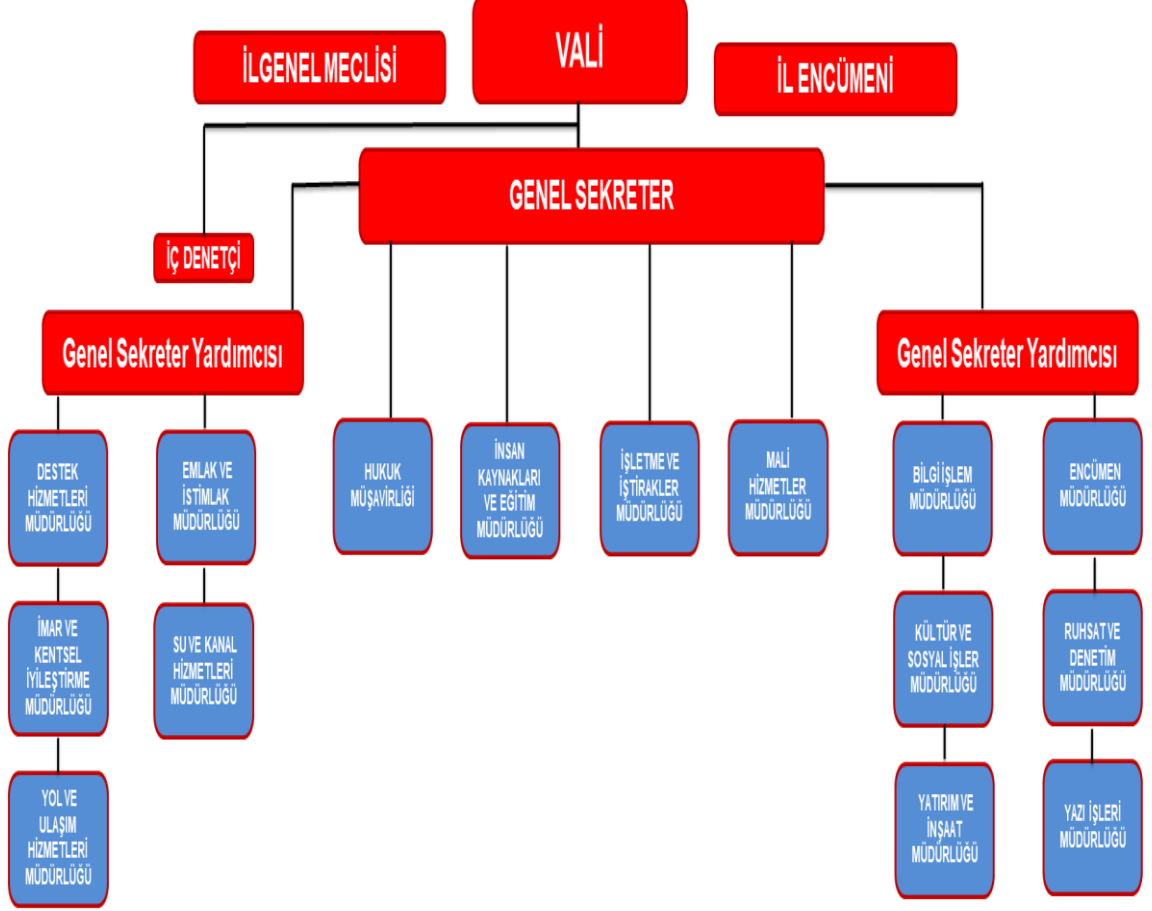 VALİ
İLGENEL MECLİSİ
İL ENCÜMENİ
GENEL SEKRETER
İÇ DENETÇİ
Genel Sekreter Yardımcısı
Genel Sekreter Yardımcısı
DESTEK
HİZMETLERİ
MÜDÜRLÜĞÜ
EMLAK VE
İSTİMLAK
MÜDÜRLÜĞÜ
HUKUK
MÜŞAVİRLİĞİ
İNSAN
KAYNAKLARI
VE EĞİTİM
MÜDÜRLÜĞÜ
İŞLETME VE
İŞTİRAKLER
MÜDÜRLÜĞÜ
MALİ
HİZMETLER
MÜDÜRLÜĞÜ
BİLGİ İŞLEM
MÜDÜRLÜĞÜ
ENCÜMEN
MÜDÜRLÜĞÜ
İMAR VE
KENTSEL
İYİLEŞTİRME
MÜDÜRLÜĞÜ
SU VE KANAL
HİZMETLERİ
MÜDÜRLÜĞÜ
KÜLTÜR VE
SOSYAL İŞLER
MÜDÜRLÜĞÜ
RUHSAT VE
DENETİM
MÜDÜRLÜĞÜ
YOL VE
ULAŞIM
HİZMETLERİ
MÜDÜRLÜĞÜ
YATIRIM VE
İNŞAAT
MÜDÜRLÜĞÜ
YAZI İŞLERİ
MÜDÜRLÜĞÜ